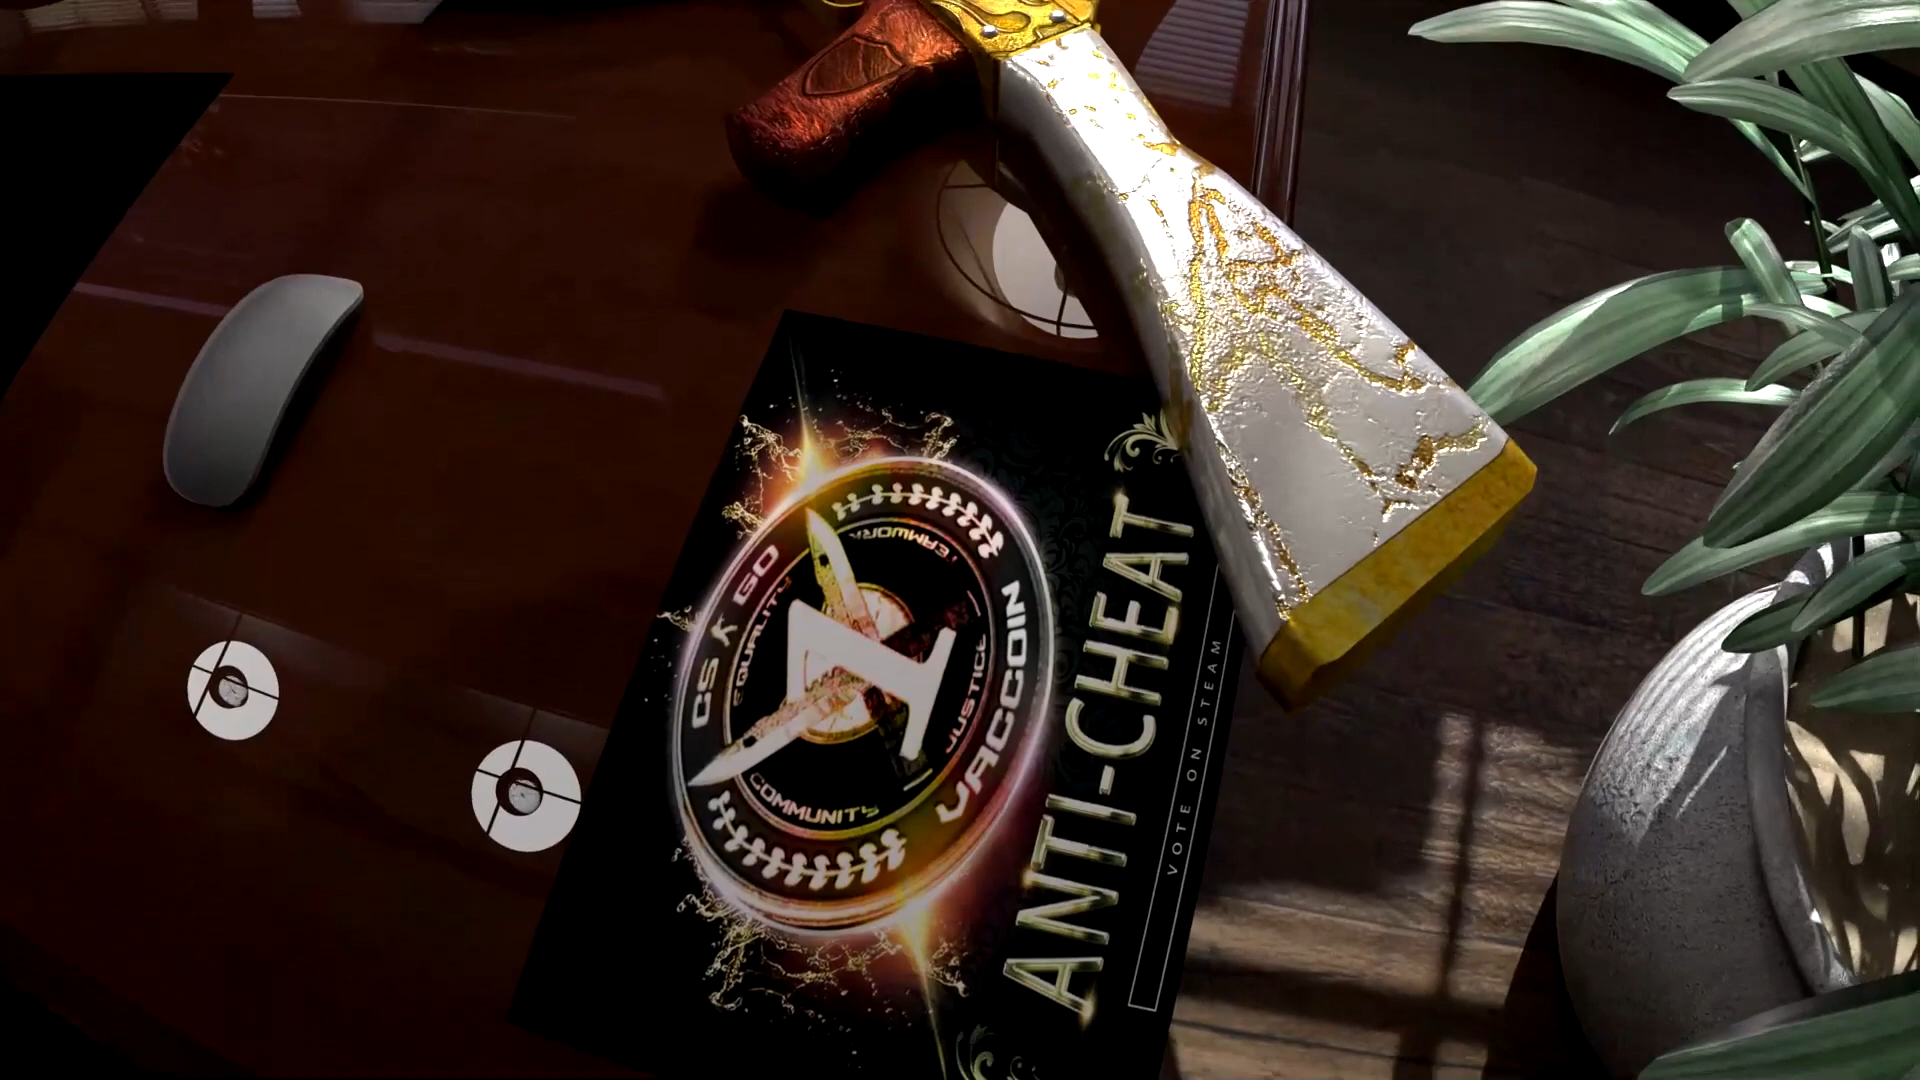 CS GO
VACCOIN
TEAMWORK
EQUALITY
JUSTICE
COMMUNITY
ANTI-CHEAT
VOTE ON STEAM